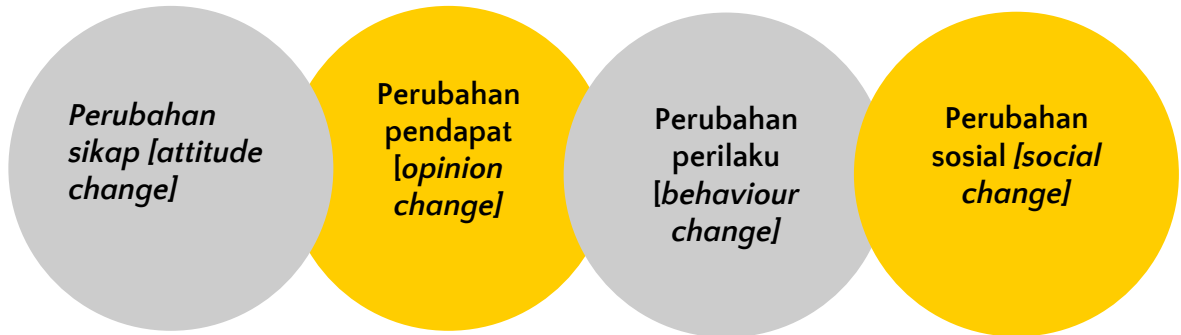 Perubahan
sikap [attitude
change]
Perubahan
pendapat
[opinion
change]
Perubahan
perilaku
[behaviour
change]
Perubahan
sosial [social
change]